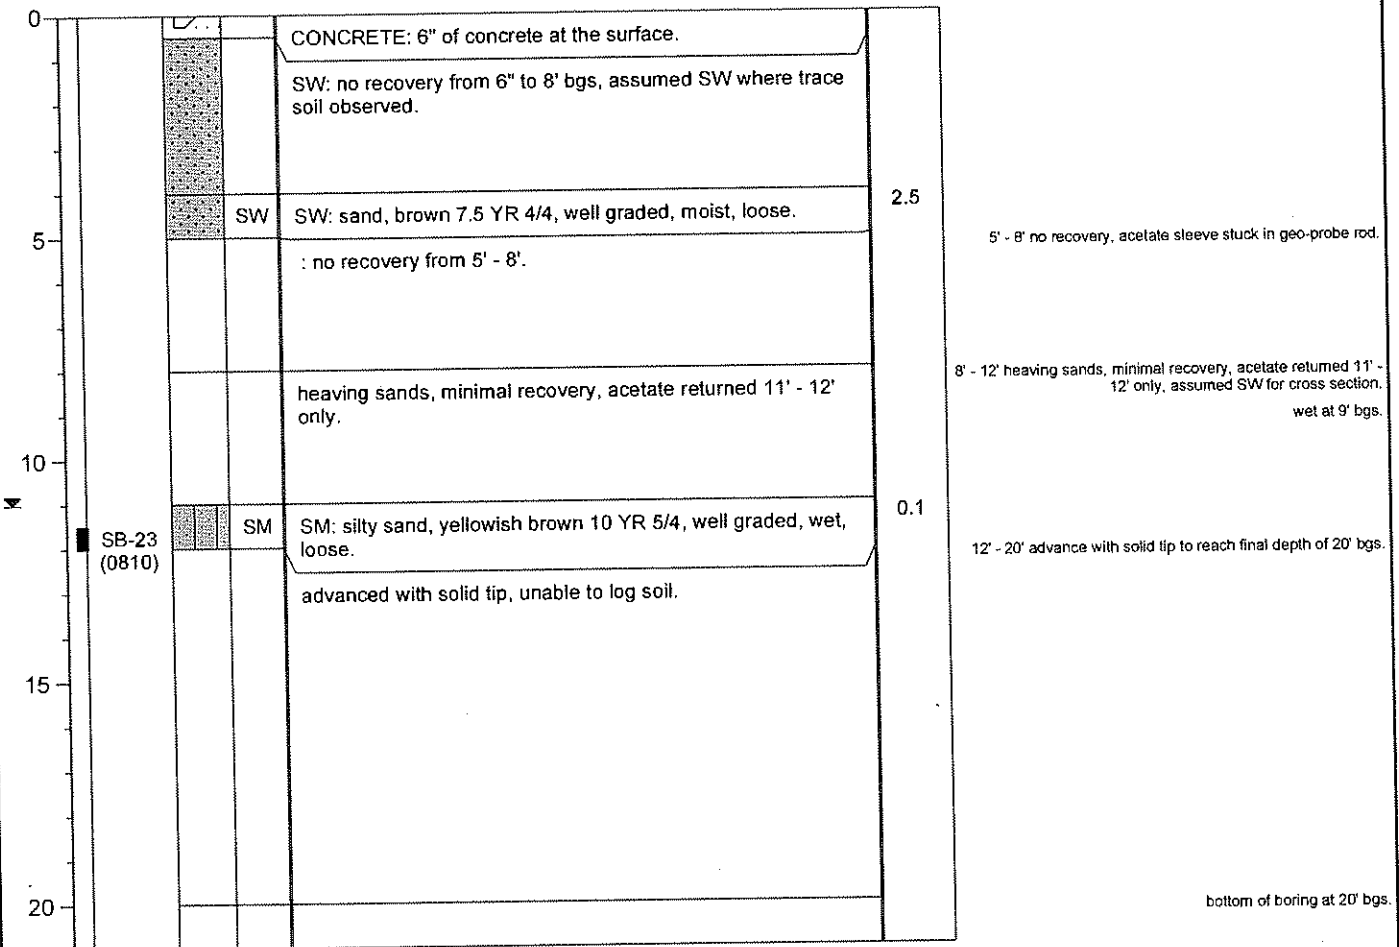 0
CONCRETE: 6" of concrete at the surface.
SW: no recovery from 6" to 8' bgs, assumed SW where trace
soil observed.
SW
SW: sand, brown 7.5 YR 4/4, well graded, moist, loose.
2.5
5
5' - 8' no recovery, acetate sleeve stuck in geo-probe rod.
: no recovery from 5' - 8'.
8' - 12' heaving sands, minimal recovery, acetate returned 11' -
12' only, assumed SW for cross section.
wet at 9' bgs.
heaving sands, minimal recovery, acetate returned 11' - 12'
only.
10
SB-23
(0810)
SM
SM: silty sand, yellowish brown 10 YR 5/4, well graded, wet,
loose.
0.1
12' - 20' advance with solid tip to reach final depth of 20' bgs.
advanced with solid tip, unable to log soil.
15
20
bottom of boring at 20' bgs.